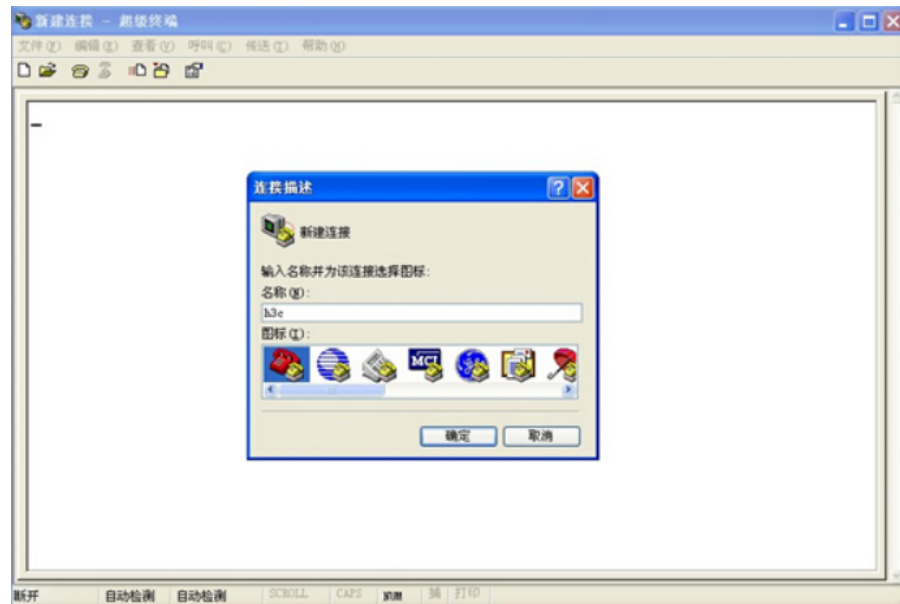 新建连接 - 超级终端
文件(F) 编辑(E) 查看(V) 呼叫(C) 传送(T) 帮助(H)
连接描述
新建连接
输入名称并为该连接选择图标:
名称(N):
h3c
图标(I):
MCI
确定 取消
断开 自动检测 自动检测 SCROLL CAPS NUM 捕 打印